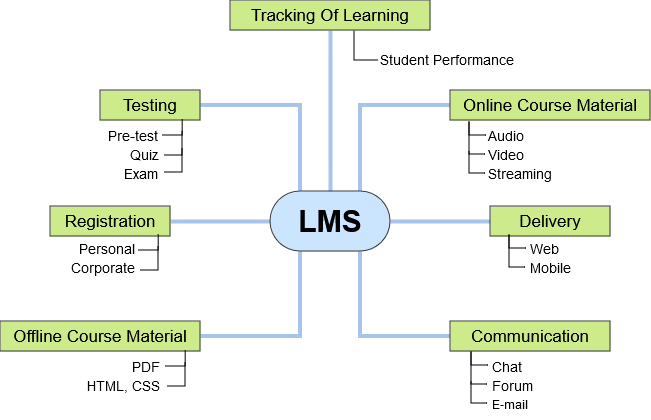 Tracking Of Learning
Student Performance
Testing
Pre-test
Quiz
Exam
Online Course Material
Audio
Video
Streaming
Registration
Personal
Corporate
LMS
Delivery
Web
Mobile
Offline Course Material
PDF
HTML, CSS
Communication
Chat
Forum
E-mail